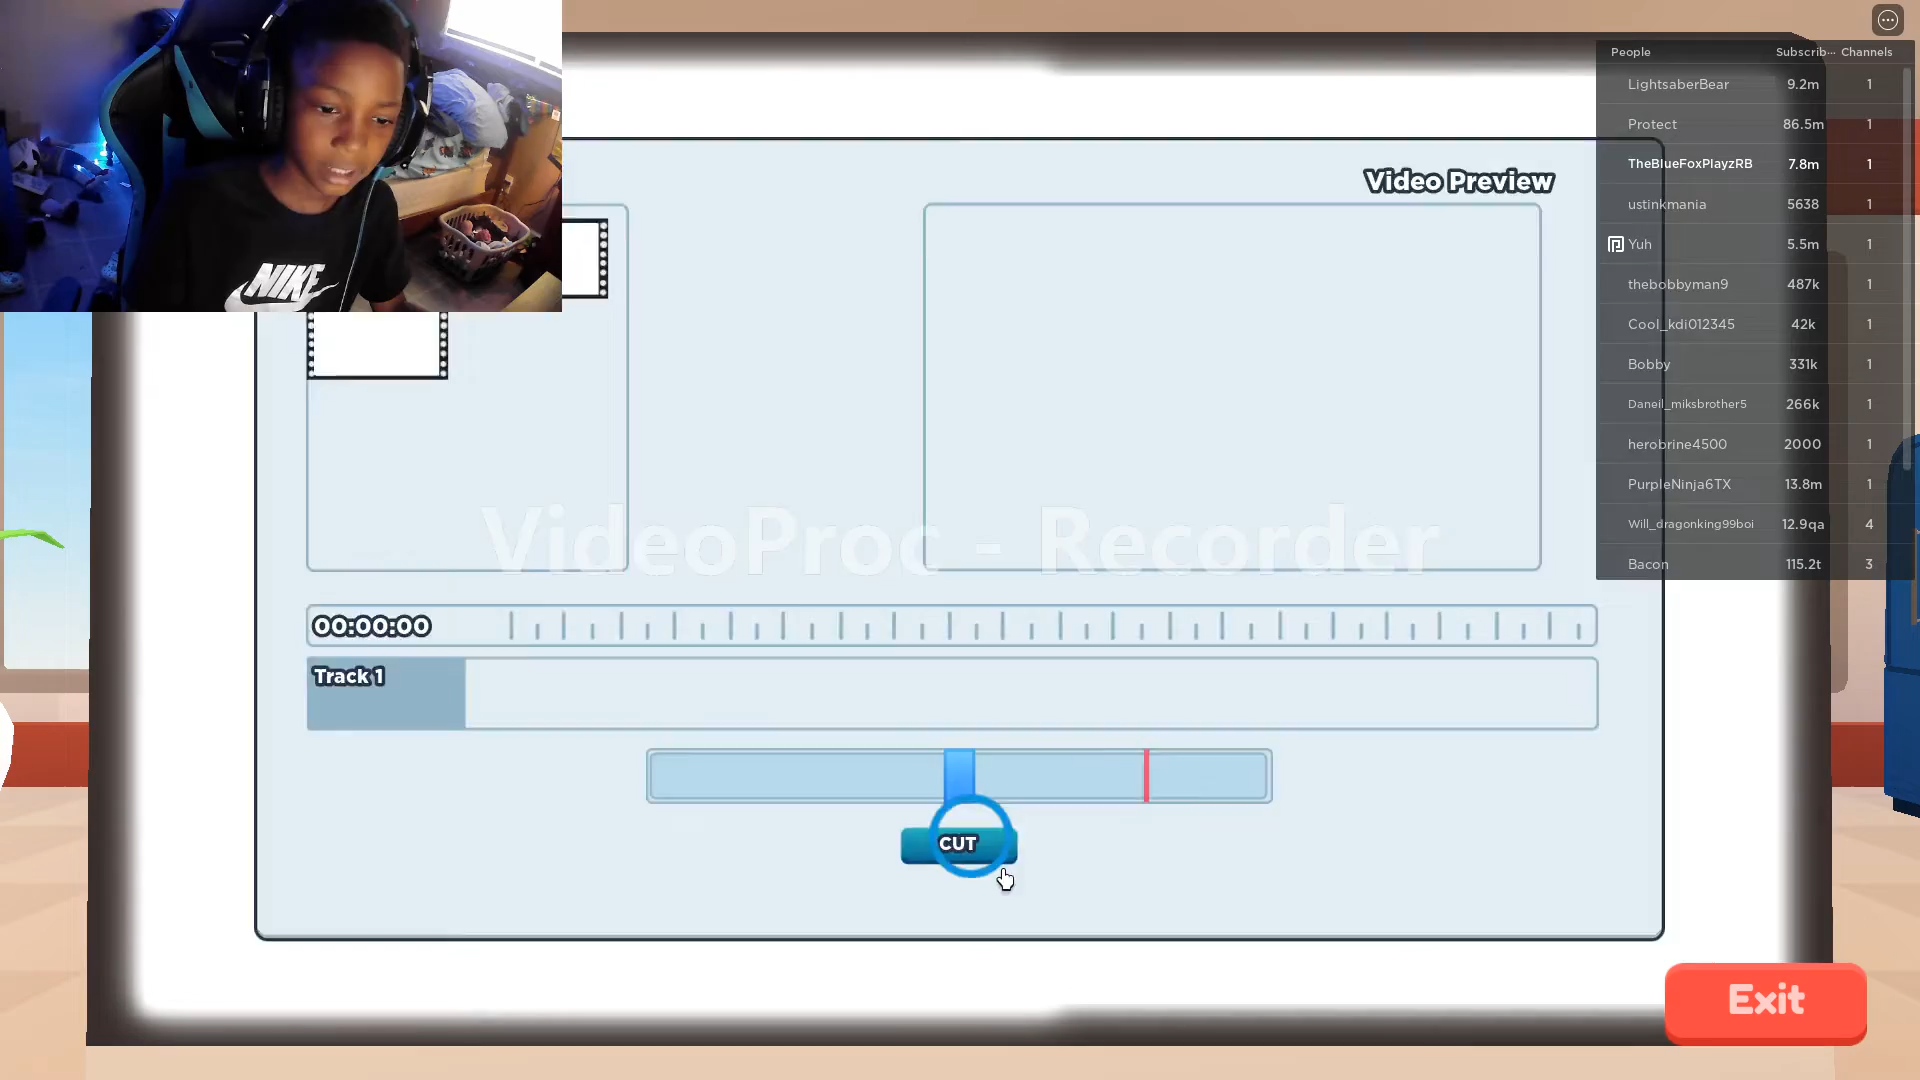 People Subscrib... Channels
LightsaberBear 9.2m 1
Protect 86.5m 1
TheBlueFoxPlayzRB 7.8m 1
ustinkmania 5638 1
Yuh 5.5m 1
thebobbyman9 487k 1
Cool_kdi012345 42k 1
Bobby 331k 1
Daneil_miksbrother5 266k 1
herobrine4500 2000 1
PurpleNinja6TX 13.8m 1
Will_dragonking99boi 12.9qa 4
Bacon 115.2t 3
Video Preview
NIKE
VideoProc - Recorder
00:00:00
Track 1
CUT
Exit